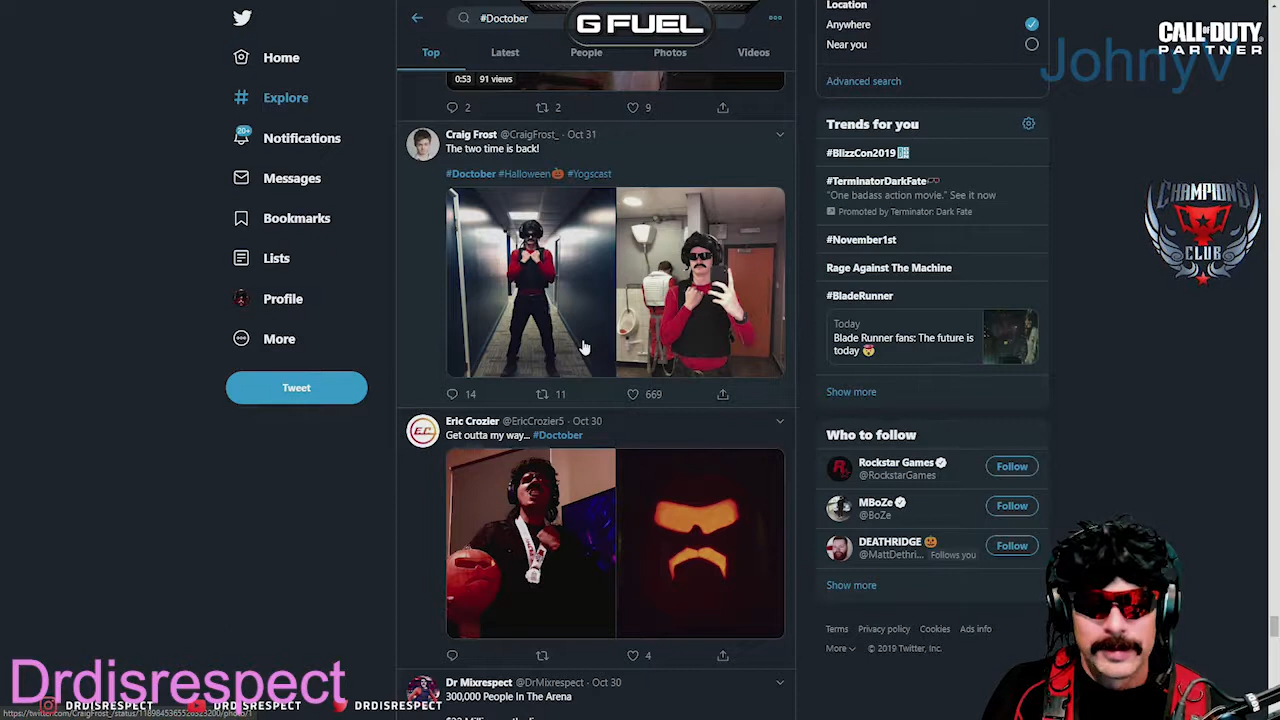 #Doctober
G FUEL
CALL OF DUTY
PARTNER
JohnyV
Home
Explore
20+
Notifications
Messages
Bookmarks
Lists
Profile
More
Tweet
Top
Latest
People
Photos
Videos
0:53 91 views
2 2 9
Craig Frost @CraigFrost_ · Oct 31
The two time is back!
#Doctober #Halloween🎃 #Yogscast
14 11 669
Eric Crozier @EricCrozier5 · Oct 30
Get outta my way... #Doctober
EC
4
Dr Mixrespect @DrMixrespect · Oct 30
300,000 People In The Arena
Location
Anywhere
Near you
Advanced search
Trends for you
#BlizzCon2019
#TerminatorDarkFate
"One badass action movie." See it now
Promoted by Terminator: Dark Fate
#November1st
Rage Against The Machine
#BladeRunner
Today
Blade Runner fans: The future is
today 🤯
Show more
Who to follow
Rockstar Games
@RockstarGames
Follow
MBoZe
@BoZe
Follow
DEATHRIDGE 🎃
@MattDethri... Follows you
Follow
Show more
Terms Privacy policy Cookies Ads info
More © 2019 Twitter, Inc.
CHAMPIONS
CLUB
Drdisrespect
DRDISRESPECT DRDISRESPECT DRDISRESPECT